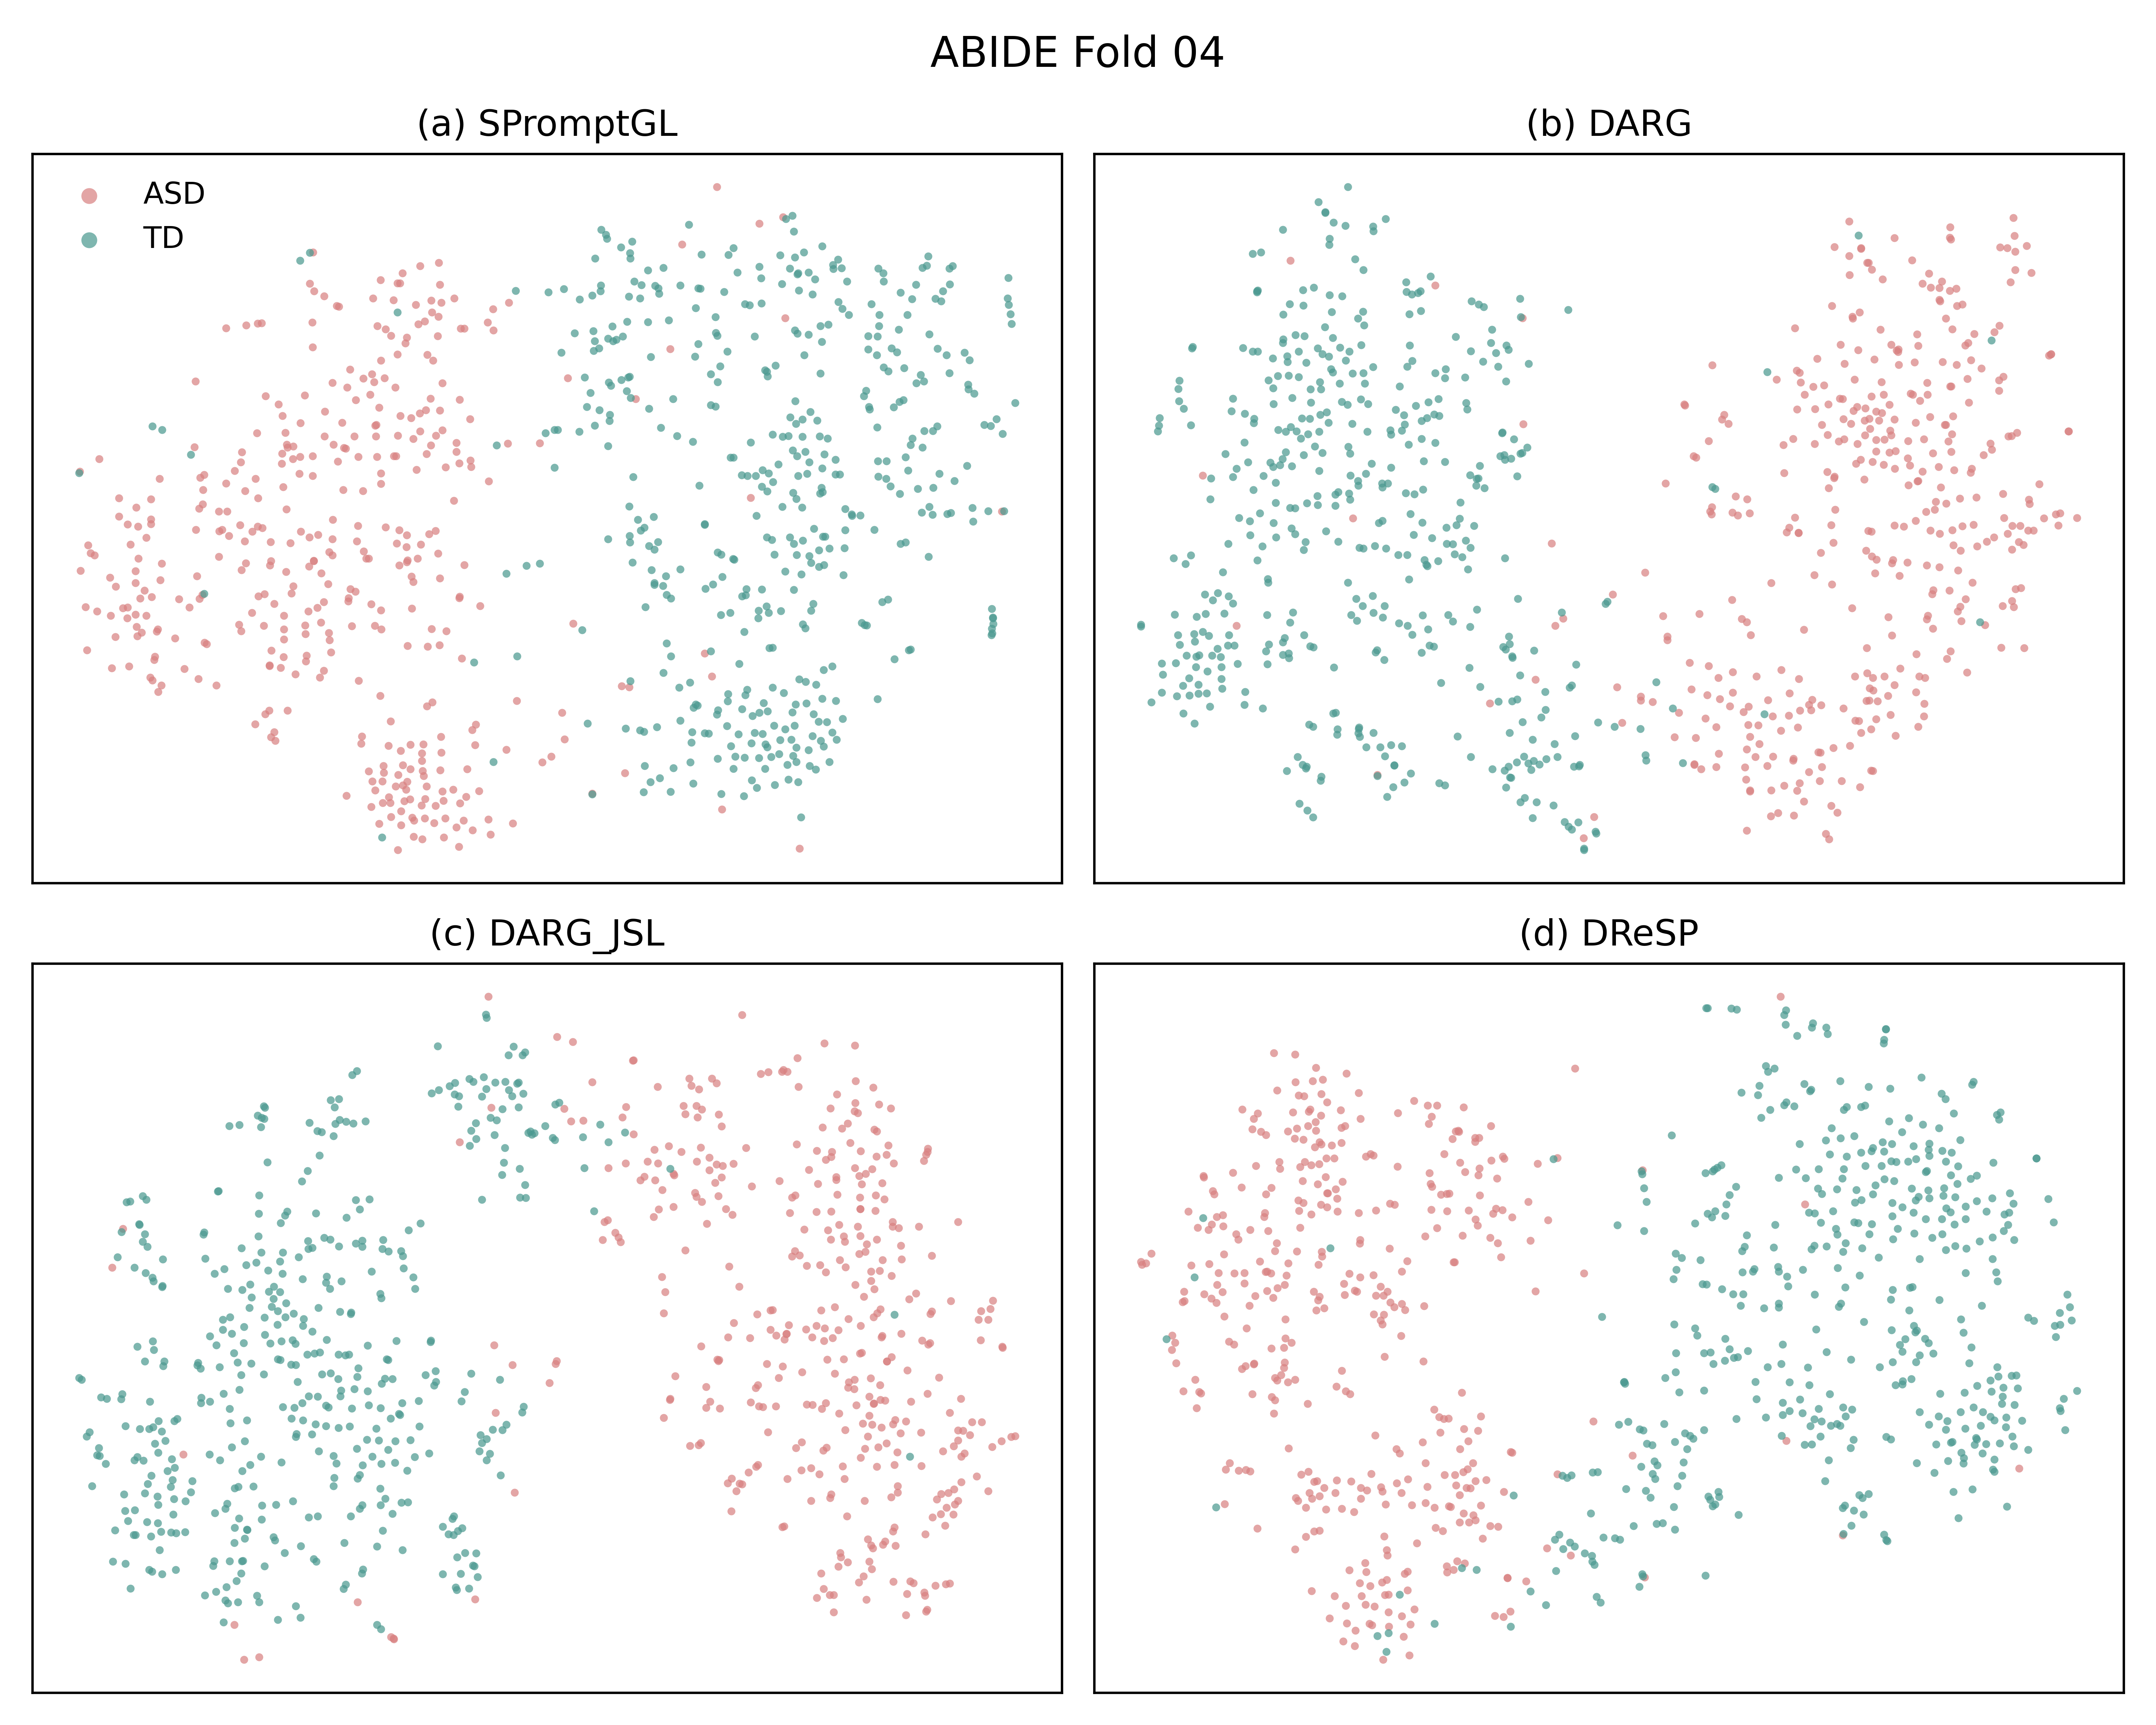 ABIDE Fold 04
(a) SPromptGL
(b) DARG
ASD
TD
(c) DARG_JSL
(d) DReSP